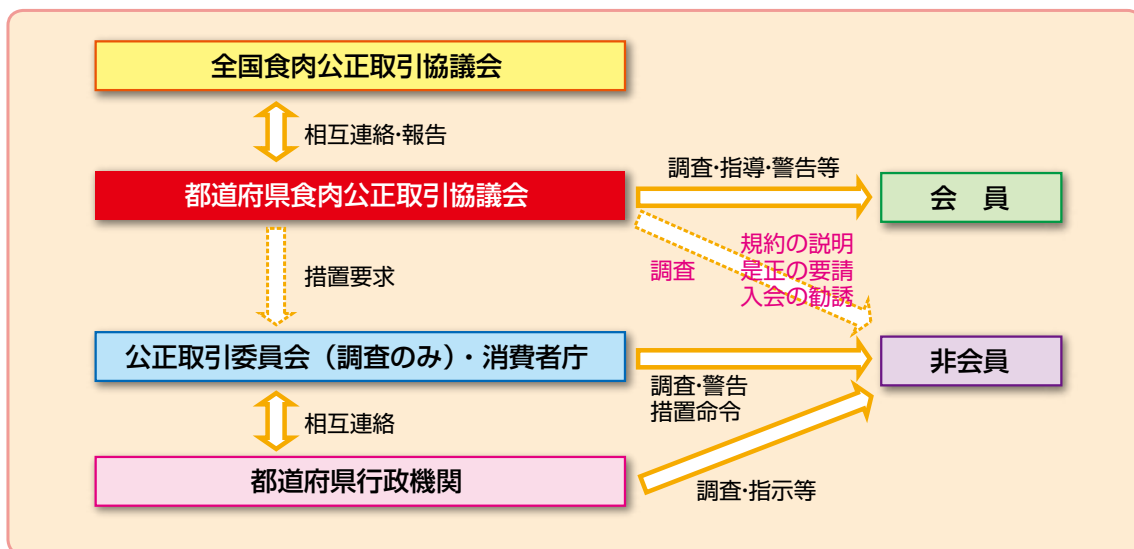 全国食肉公正取引協議会
相互連絡・報告
都道府県食肉公正取引協議会
調査・指導・警告等
会　員
調査
規約の説明
是正の要請
入会の勧誘
措置要求
公正取引委員会（調査のみ）・消費者庁
調査・警告
措置命令
非会員
相互連絡
都道府県行政機関
調査・指示等